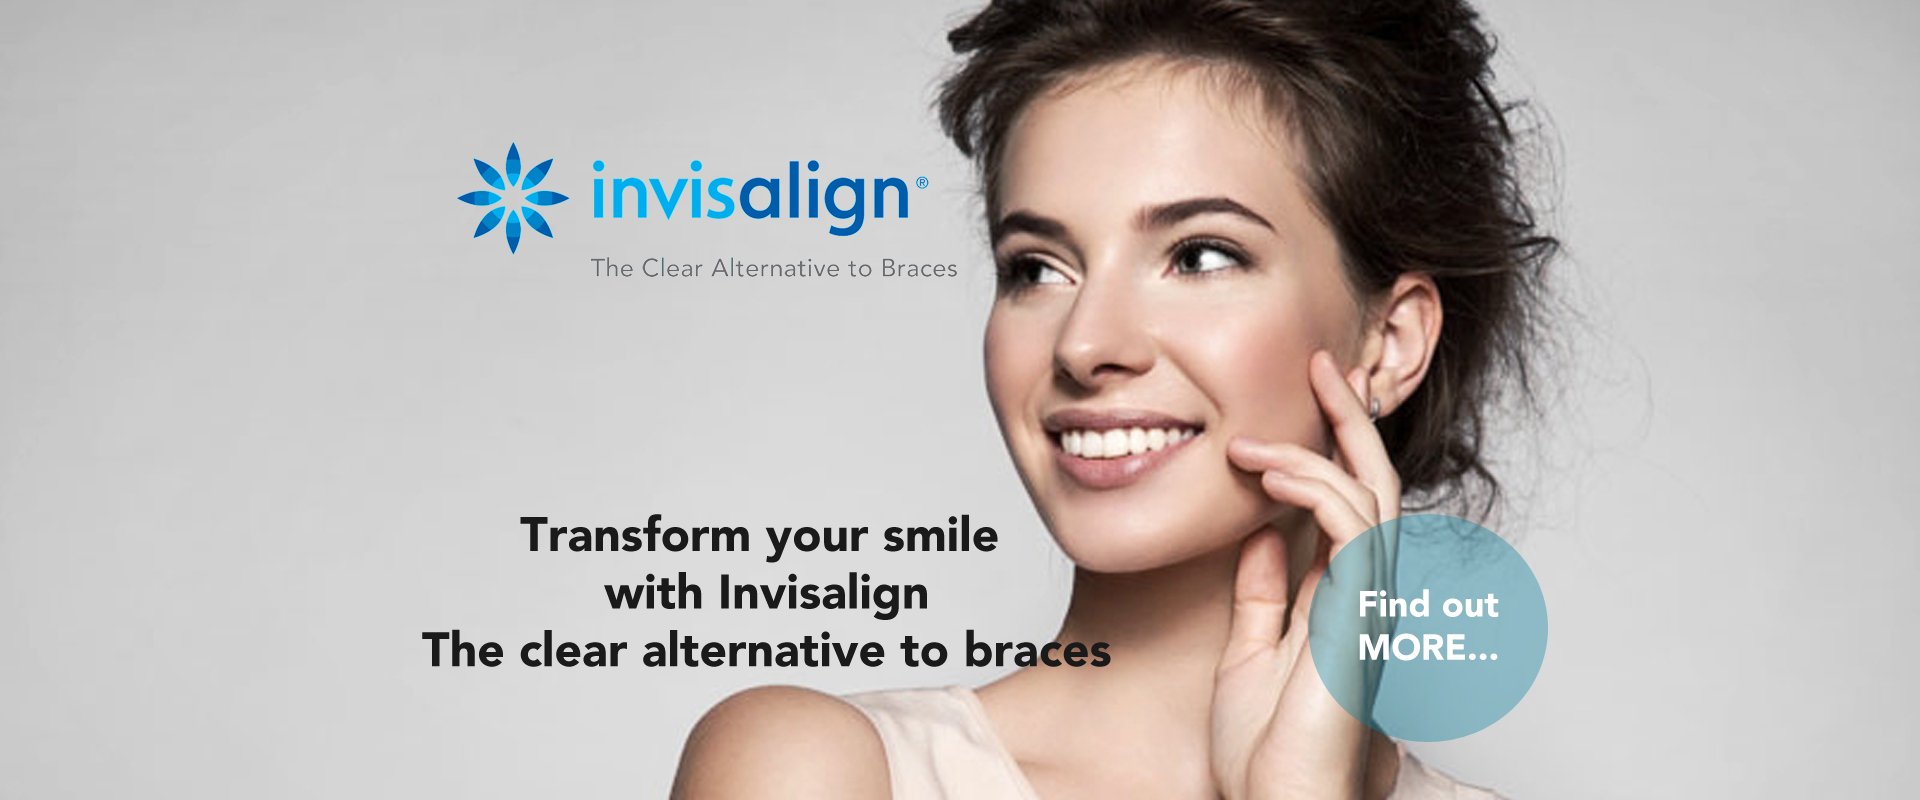 invisalign®
The Clear Alternative to Braces
Transform your smile
with Invisalign
The clear alternative to braces
Find out
MORE...